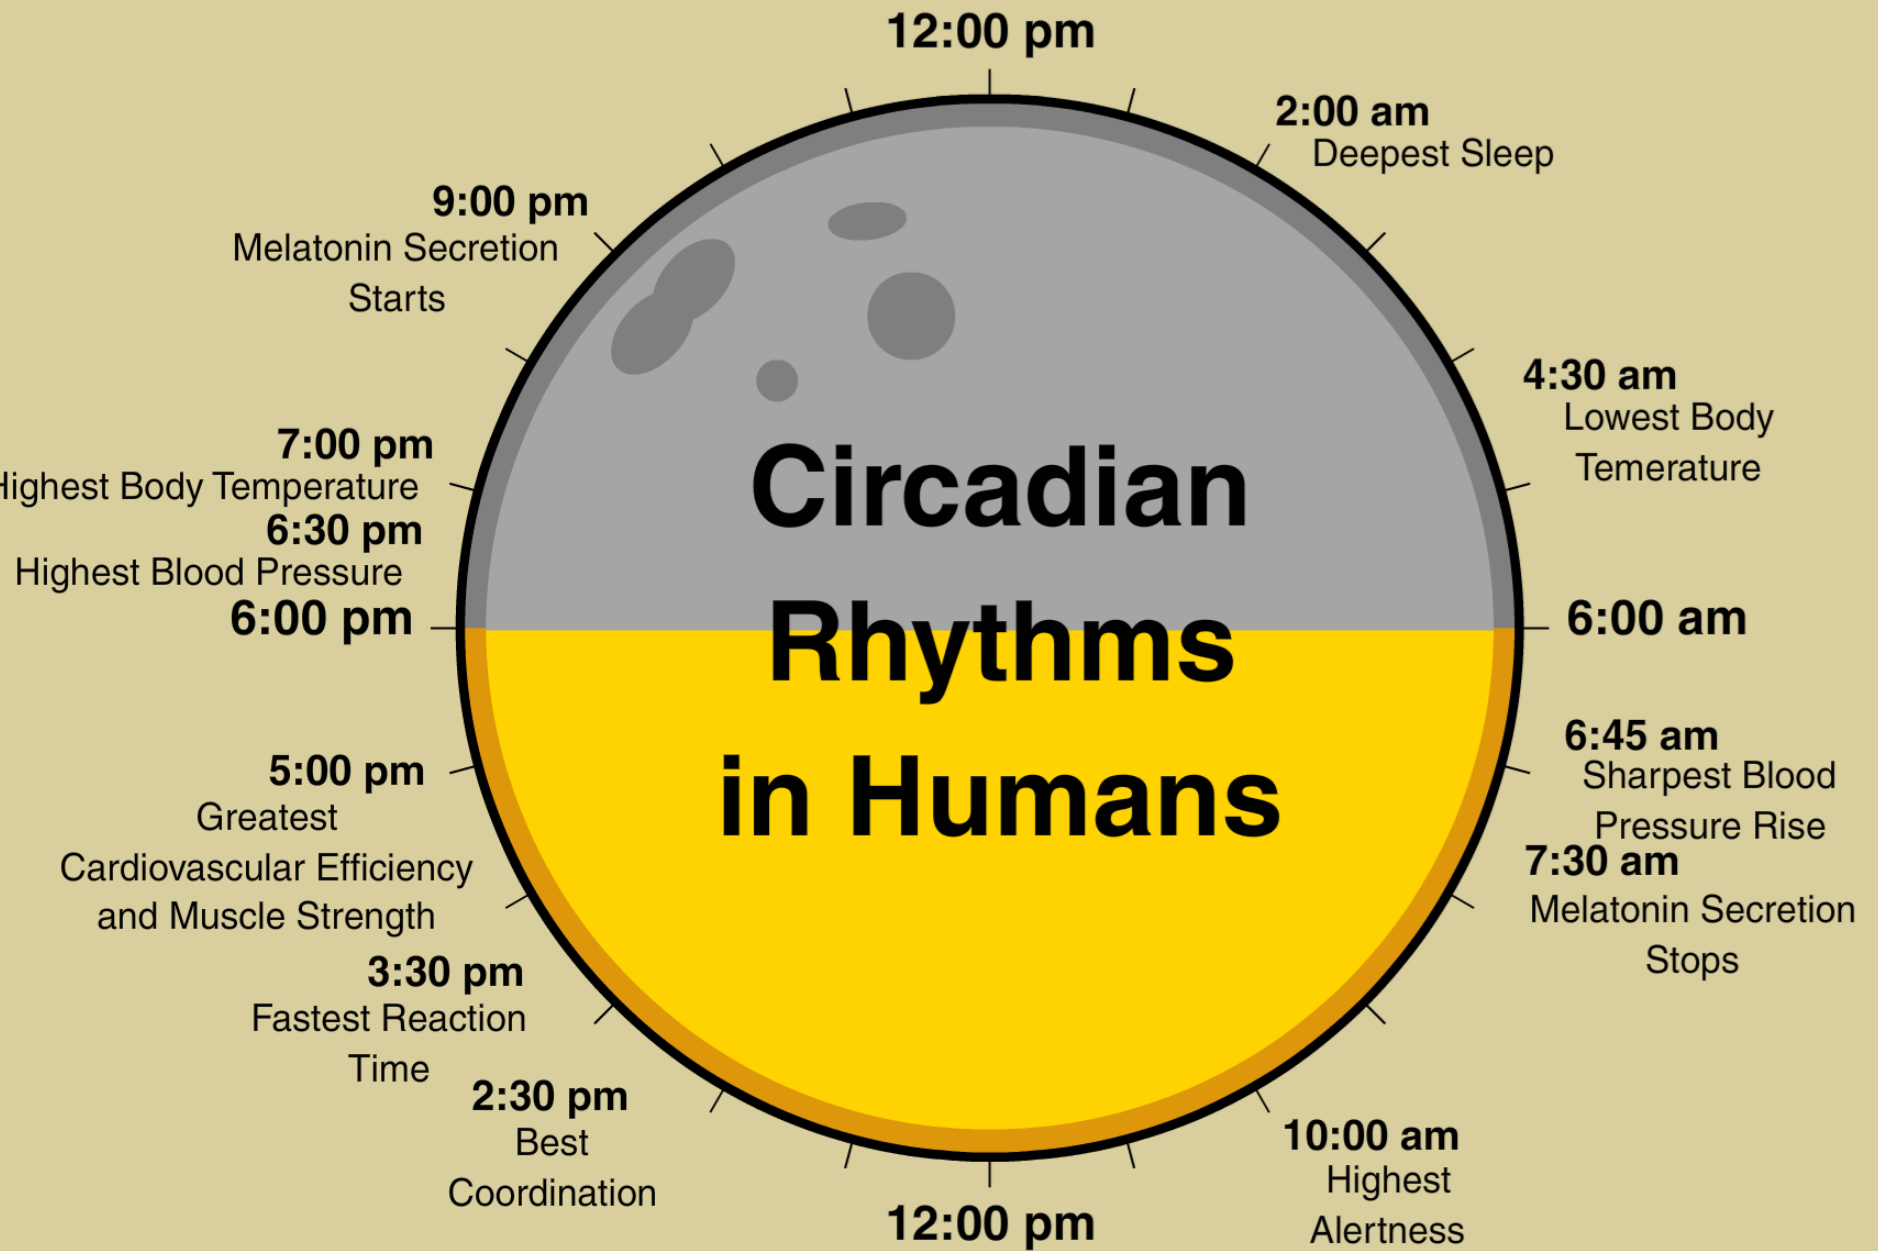 12:00 pm
2:00 am
Deepest Sleep
4:30 am
Lowest Body
Temerature
6:00 am
6:45 am
Sharpest Blood
Pressure Rise
7:30 am
Melatonin Secretion
Stops
10:00 am
Highest
Alertness
12:00 pm
2:30 pm
Best
Coordination
3:30 pm
Fastest Reaction
Time
5:00 pm
Greatest
Cardiovascular Efficiency
and Muscle Strength
6:00 pm
6:30 pm
Highest Blood Pressure
7:00 pm
Highest Body Temperature
9:00 pm
Melatonin Secretion
Starts
Circadian
Rhythms
in Humans